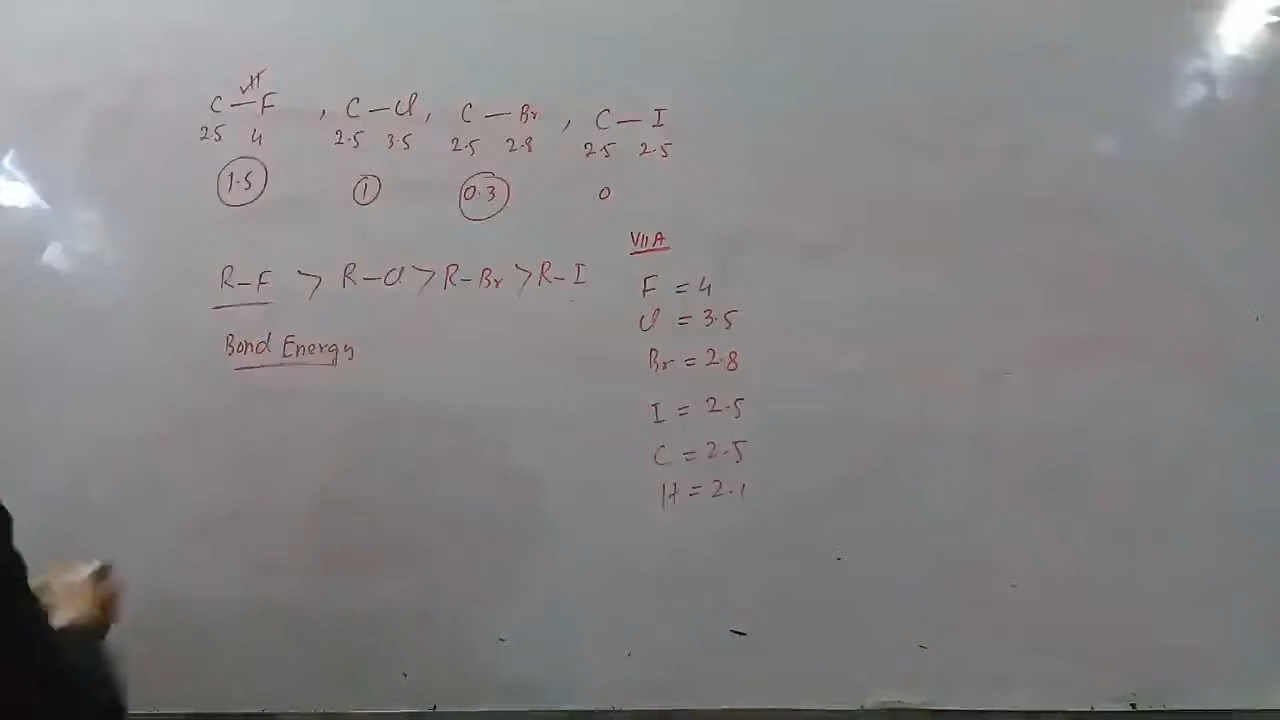 C – F , C – Cl, C – Br , C – I
2.5 4 2.5 3.5 2.5 2.8 2.5 2.5
1.5 1 0.3 0
R – F > R – Cl > R – Br > R – I
Bond Energy
VII A
F = 4
Cl = 3.5
Br = 2.8
I = 2.5
C = 2.5
H = 2.1